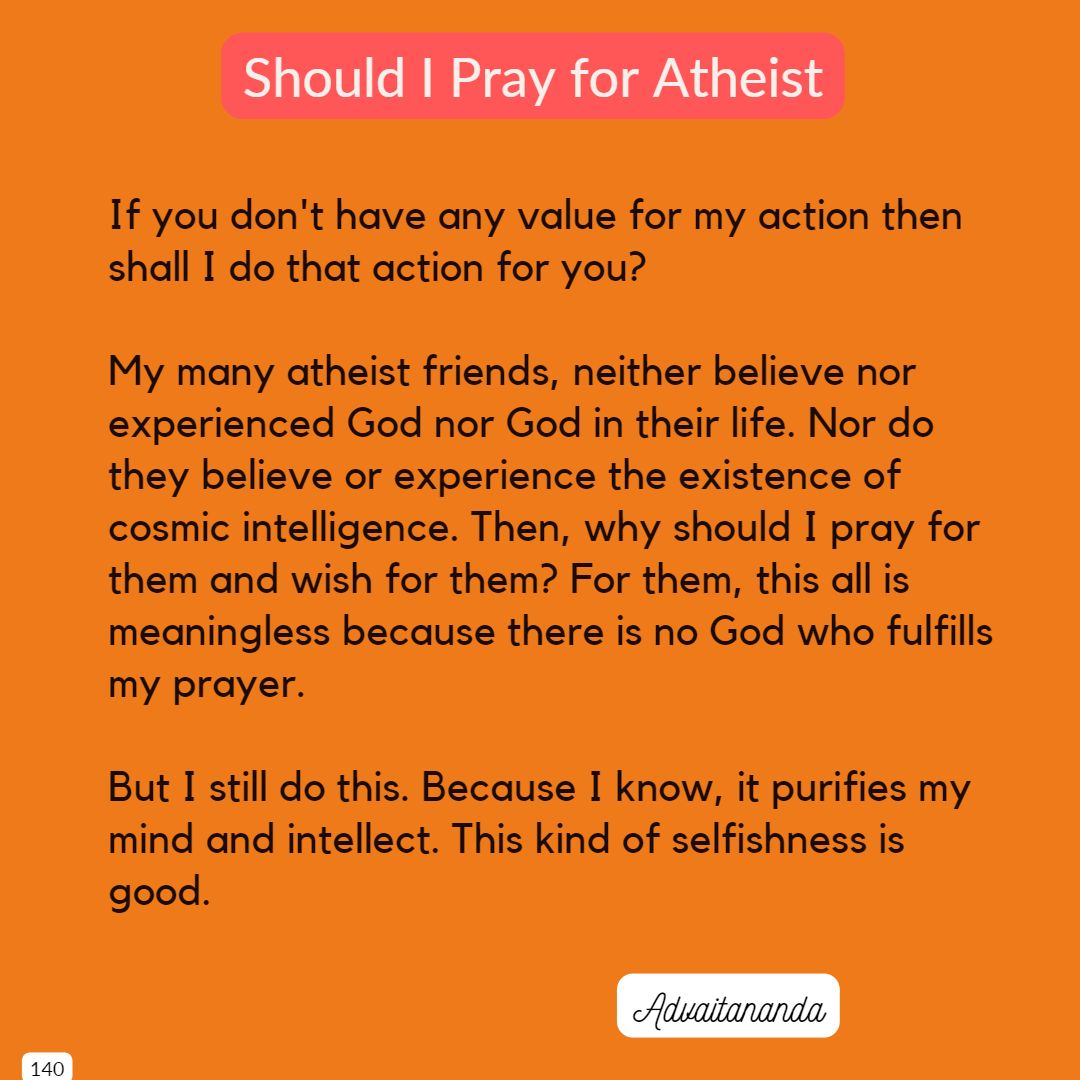 Should I Pray for Atheist
If you don't have any value for my action then
shall I do that action for you?
My many atheist friends, neither believe nor
experienced God nor God in their life. Nor do
they believe or experience the existence of
cosmic intelligence. Then, why should I pray for
them and wish for them? For them, this all is
meaningless because there is no God who fulfills
my prayer.
But I still do this. Because I know, it purifies my
mind and intellect. This kind of selfishness is
good.
Advaitananda
140